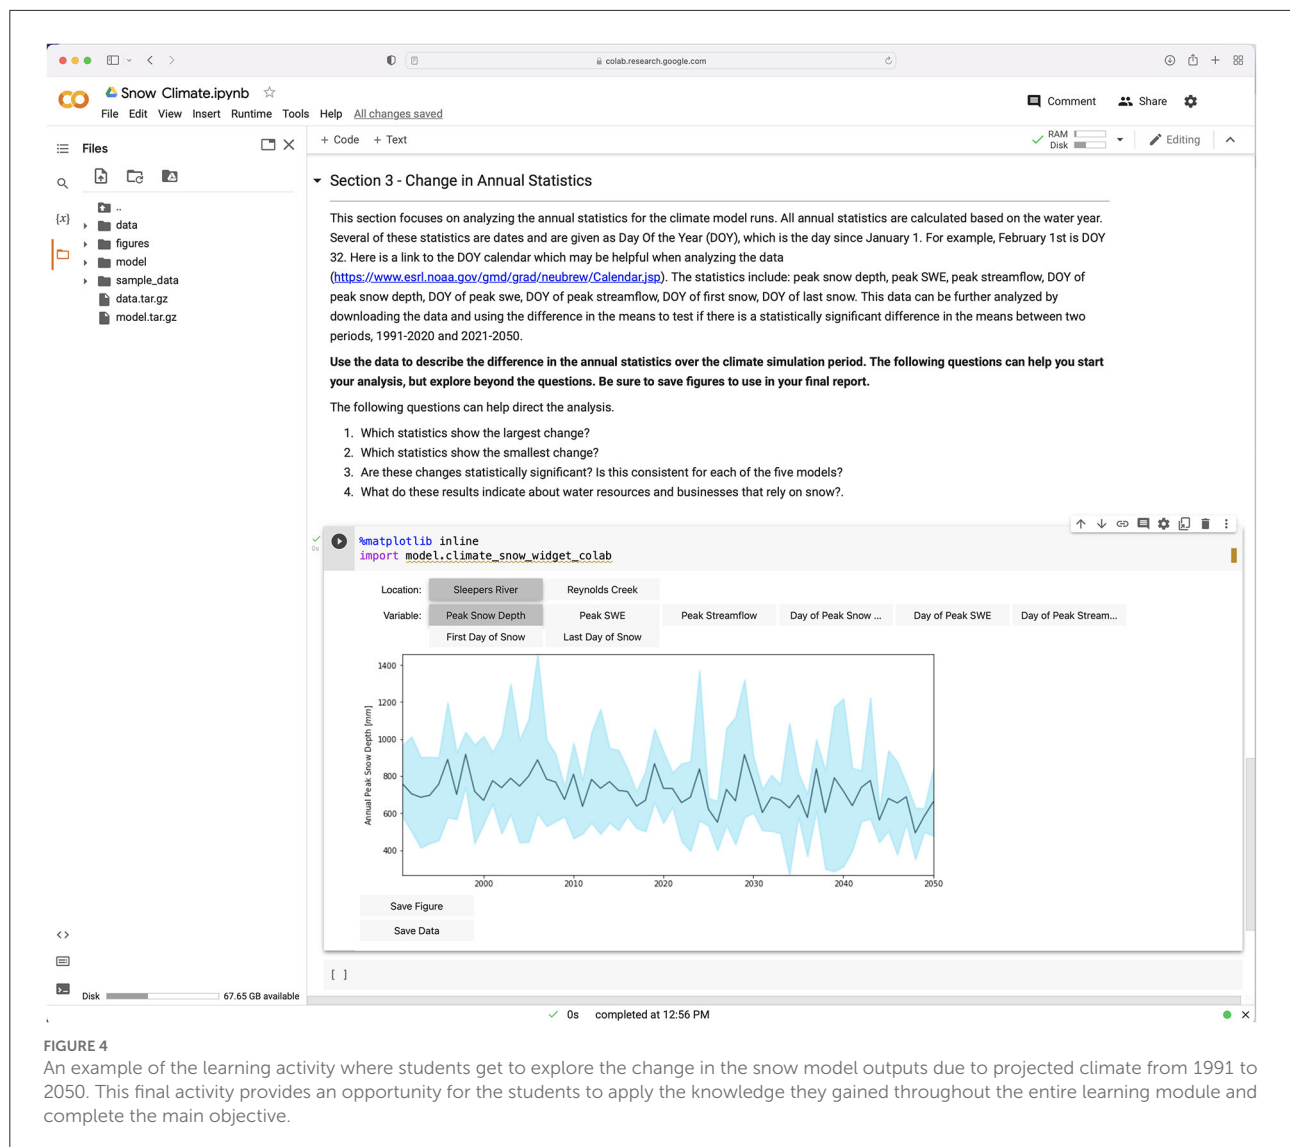 colab.research.google.com
Snow Climate.ipynb
File Edit View Insert Runtime Tools Help All changes saved
Comment Share
Files
+ Code + Text
RAM
Disk
Editing
{x}
..
data
figures
model
sample_data
data.tar.gz
model.tar.gz
Section 3 - Change in Annual Statistics
This section focuses on analyzing the annual statistics for the climate model runs. All annual statistics are calculated based on the water year.
Several of these statistics are dates and are given as Day Of the Year (DOY), which is the day since January 1. For example, February 1st is DOY
32. Here is a link to the DOY calendar which may be helpful when analyzing the data
(https://www.esrl.noaa.gov/gmd/grad/neubrew/Calendar.jsp). The statistics include: peak snow depth, peak SWE, peak streamflow, DOY of
peak snow depth, DOY of peak swe, DOY of peak streamflow, DOY of first snow, DOY of last snow. This data can be further analyzed by
downloading the data and using the difference in the means to test if there is a statistically significant difference in the means between two
periods, 1991-2020 and 2021-2050.
Use the data to describe the difference in the annual statistics over the climate simulation period. The following questions can help you start
your analysis, but explore beyond the questions. Be sure to save figures to use in your final report.
The following questions can help direct the analysis.
1. Which statistics show the largest change?
2. Which statistics show the smallest change?
3. Are these changes statistically significant? Is this consistent for each of the five models?
4. What do these results indicate about water resources and businesses that rely on snow?.
0s
%matplotlib inline
import model.climate_snow_widget_colab
Location: Sleepers River Reynolds Creek
Variable: Peak Snow Depth Peak SWE Peak Streamflow Day of Peak Snow ... Day of Peak SWE Day of Peak Stream...
First Day of Snow Last Day of Snow
Annual Peak Snow Depth [mm]
1400
1200
1000
800
600
400
2000 2010 2020 2030 2040 2050
Save Figure
Save Data
[ ]
Disk 67.65 GB available
0s completed at 12:56 PM
FIGURE 4
An example of the learning activity where students get to explore the change in the snow model outputs due to projected climate from 1991 to
2050. This final activity provides an opportunity for the students to apply the knowledge they gained throughout the entire learning module and
complete the main objective.